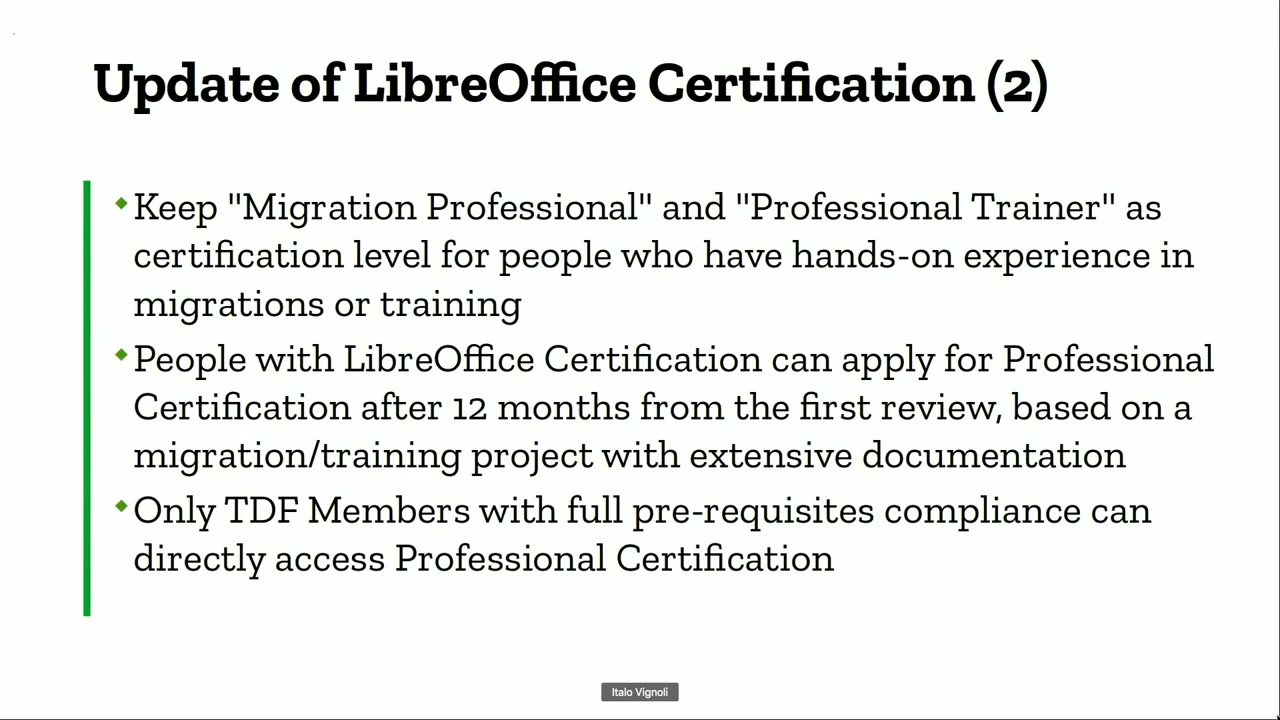 Update of LibreOffice Certification (2)
Keep "Migration Professional" and "Professional Trainer" as
certification level for people who have hands-on experience in
migrations or training
People with LibreOffice Certification can apply for Professional
Certification after 12 months from the first review, based on a
migration/training project with extensive documentation
Only TDF Members with full pre-requisites compliance can
directly access Professional Certification
Italo Vignoli